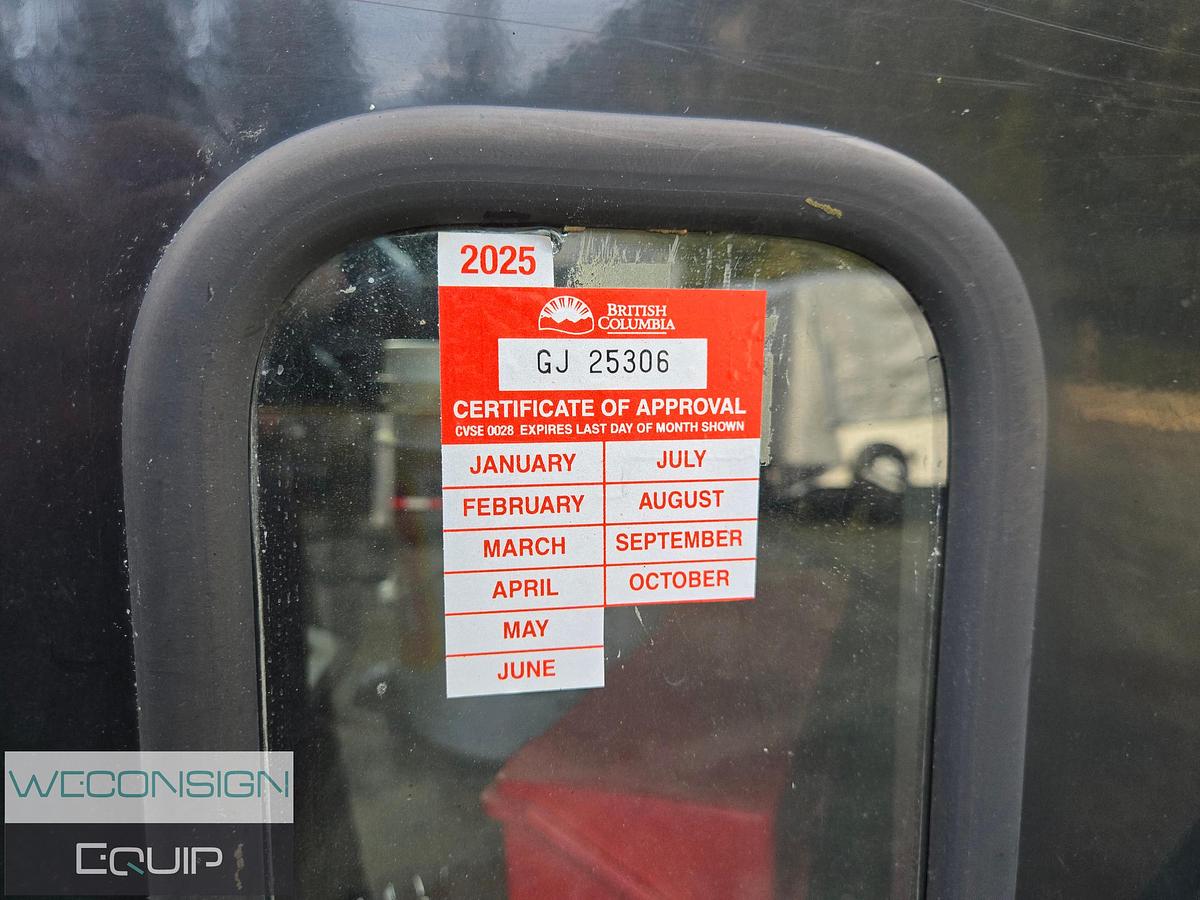 2025
BRITISH
COLUMBIA
GJ 25306
CERTIFICATE OF APPROVAL
CVSE 0028 EXPIRES LAST DAY OF MONTH SHOWN
JANUARY JULY
FEBRUARY AUGUST
MARCH SEPTEMBER
APRIL OCTOBER
MAY
JUNE
WECONSIGN
EQUIP